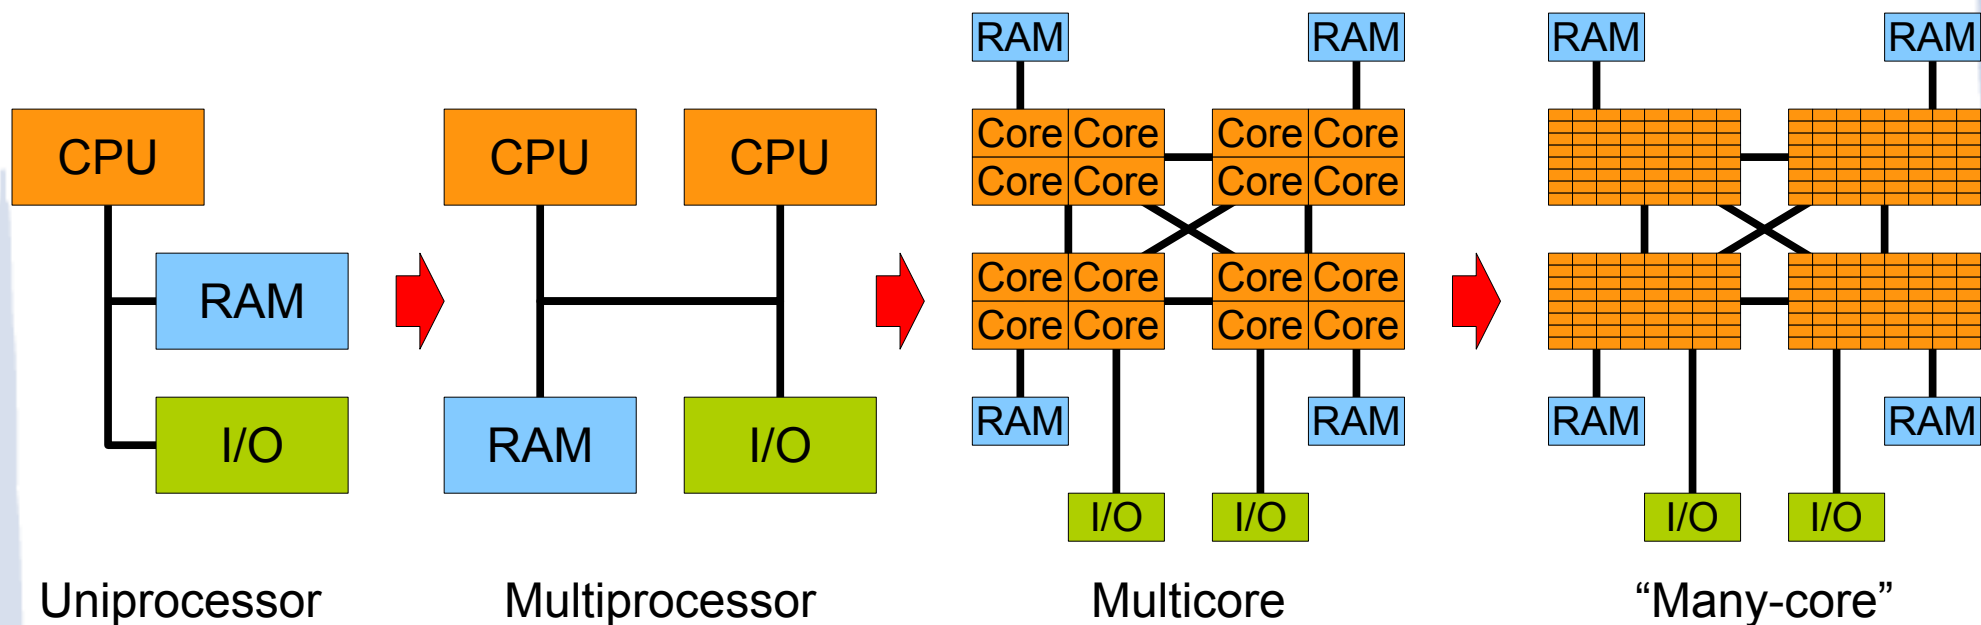 RAM RAM RAM RAM
CPU CPU CPU Core Core Core Core
Core Core Core Core
RAM Core Core Core Core
Core Core Core Core
RAM RAM RAM RAM
I/O RAM I/O
I/O I/O I/O I/O
Uniprocessor Multiprocessor Multicore “Many-core”